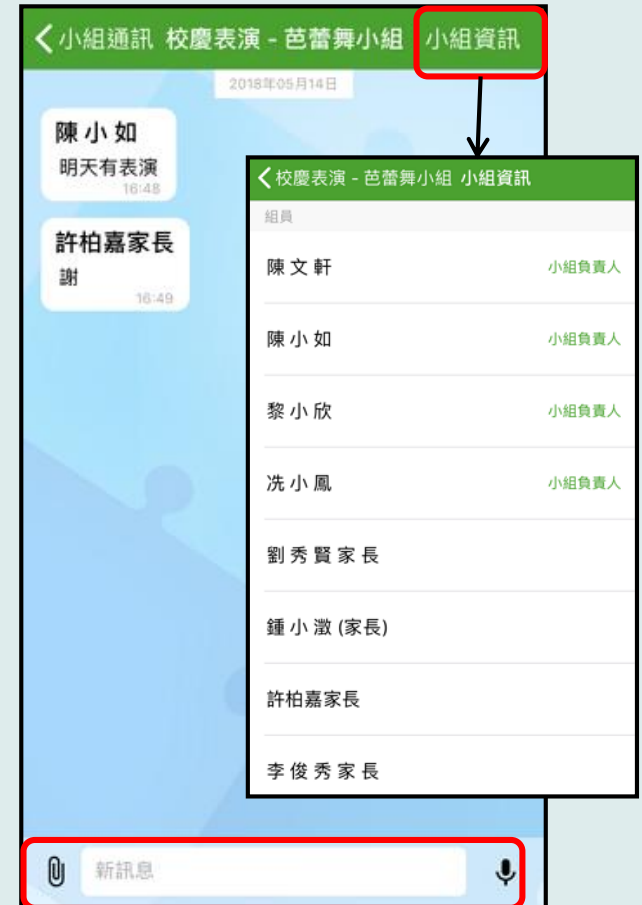 小組通訊 校慶表演 - 芭蕾舞小組 小組資訊
2018年05月14日
陳 小 如
明天有表演
16:48
許柏嘉家長
謝
16:49
校慶表演 - 芭蕾舞小組 小組資訊
組員
陳 文 軒 小組負責人
陳 小 如 小組負責人
黎 小 欣 小組負責人
冼 小 鳳 小組負責人
劉 秀 賢 家 長
鍾 小 澂 (家長)
許柏嘉家長
李 俊 秀 家 長
新訊息